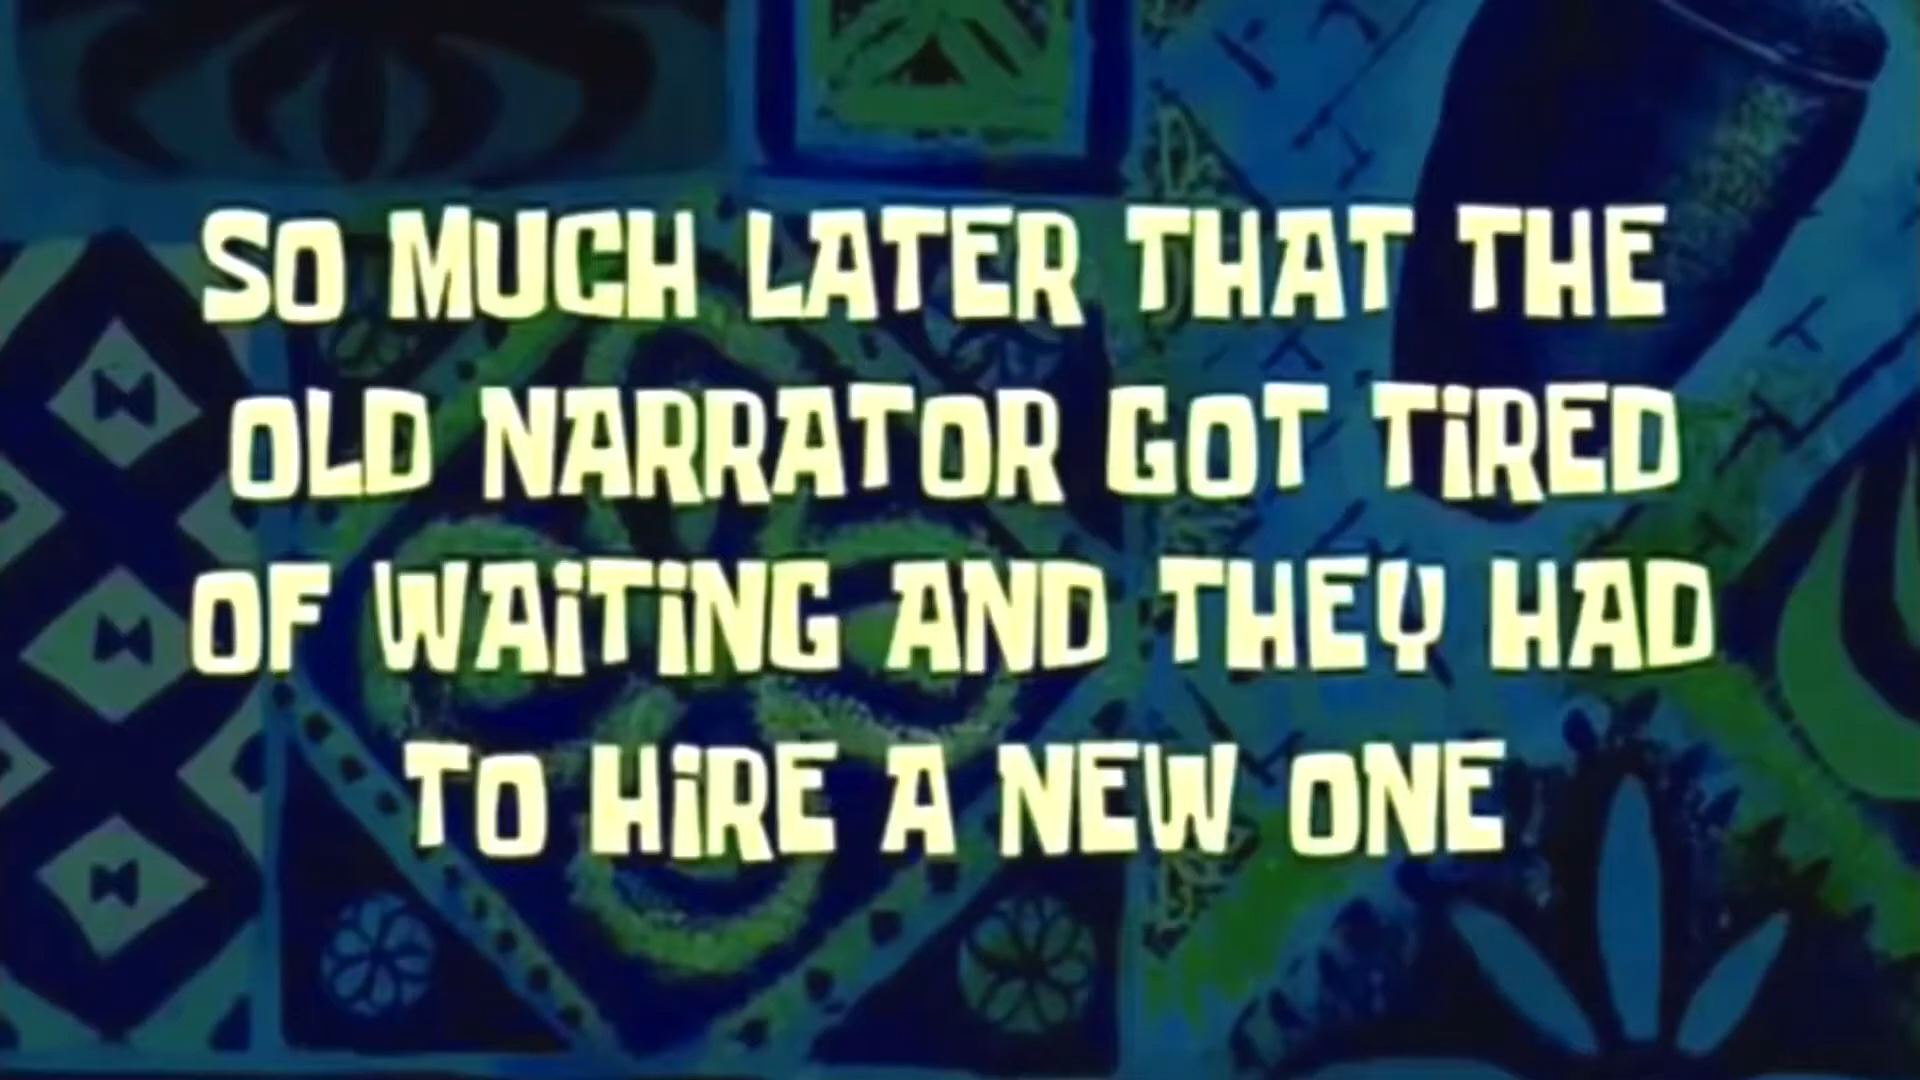 SO MUCH LATER THAT THE
OLD NARRATOR GOT TiRED
OF WAiTiNG AND THEY HAD
TO HiRE A NEW ONE